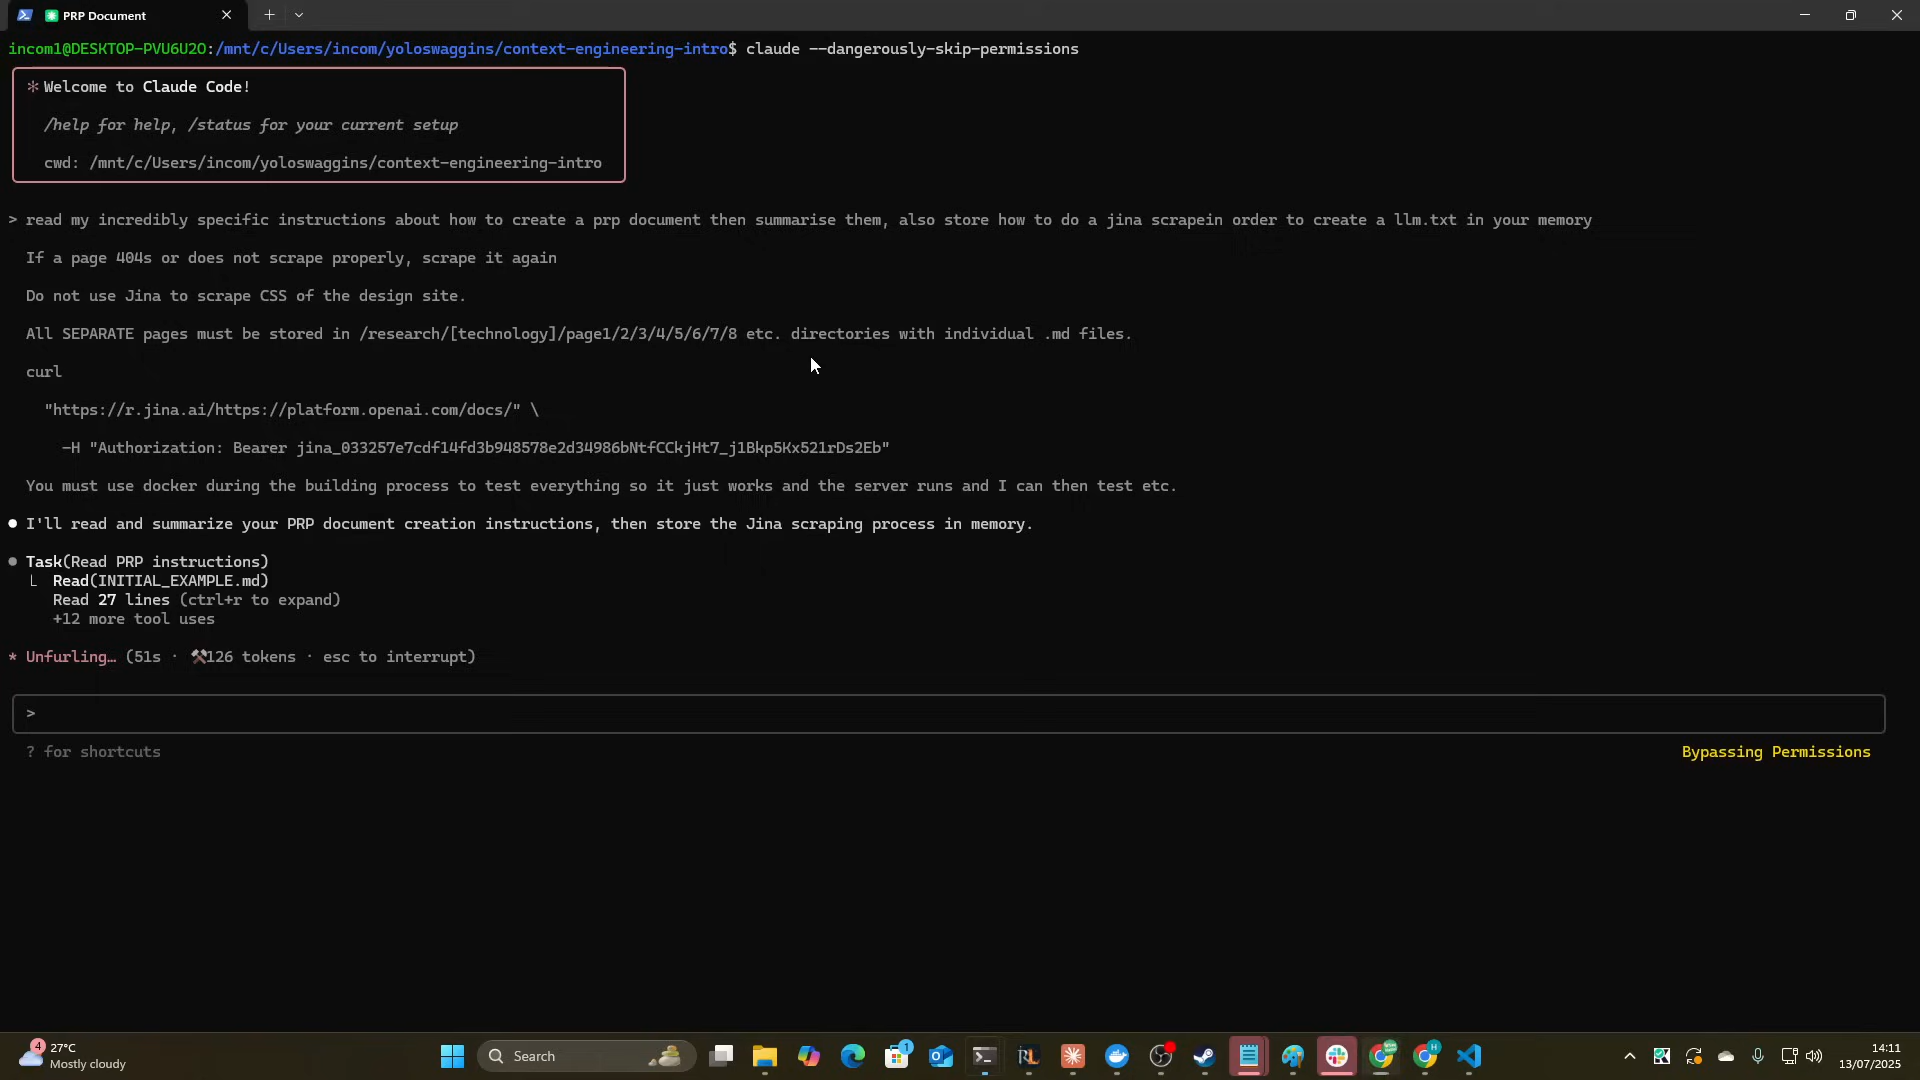 PRP Document
incom1@DESKTOP-PVU6U2O:/mnt/c/Users/incom/yoloswaggins/context-engineering-intro$ claude --dangerously-skip-permissions
* Welcome to Claude Code!
/help for help, /status for your current setup
cwd: /mnt/c/Users/incom/yoloswaggins/context-engineering-intro
> read my incredibly specific instructions about how to create a prp document then summarise them, also store how to do a jina scrapein order to create a llm.txt in your memory
If a page 404s or does not scrape properly, scrape it again
Do not use Jina to scrape CSS of the design site.
All SEPARATE pages must be stored in /research/[technology]/page1/2/3/4/5/6/7/8 etc. directories with individual .md files.
curl
"https://r.jina.ai/https://platform.openai.com/docs/" \
-H "Authorization: Bearer jina_033257e7cdf14fd3b948578e2d34986bNtfCCkjHt7_j1Bkp5Kx521rDs2Eb"
You must use docker during the building process to test everything so it just works and the server runs and I can then test etc.
● I'll read and summarize your PRP document creation instructions, then store the Jina scraping process in memory.
● Task(Read PRP instructions)
└ Read(INITIAL_EXAMPLE.md)
Read 27 lines (ctrl+r to expand)
+12 more tool uses
* Unfurling… (51s · ⚒126 tokens · esc to interrupt)
>
? for shortcuts
Bypassing Permissions
4
27°C
Mostly cloudy
Search
1
14:11
13/07/2025